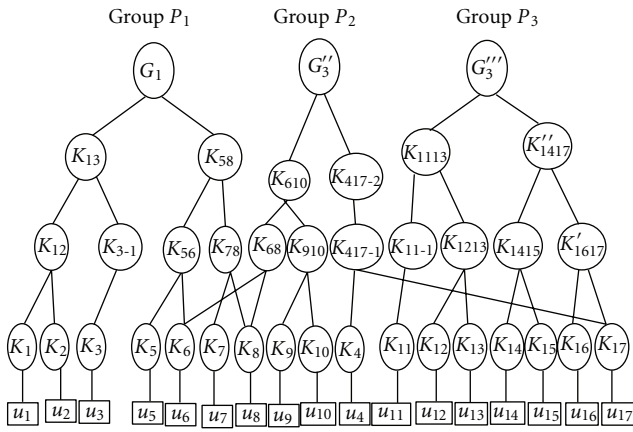 Group P₁ Group P₂ Group P₃
G₁ G₃′′ G₃′′′
K₁₃ K₅₈ K₆₁₀ K₄₁₇₋₂ K₁₁₁₃ K′′₁₄₁₇
K₁₂ K₃₋₁ K₅₆ K₇₈ K₆₈ K₉₁₀ K₄₁₇₋₁ K₁₁₋₁ K₁₂₁₃ K₁₄₁₅ K′₁₆₁₇
K₁ K₂ K₃ K₅ K₆ K₇ K₈ K₉ K₁₀ K₄ K₁₁ K₁₂ K₁₃ K₁₄ K₁₅ K₁₆ K₁₇
u₁ u₂ u₃ u₅ u₆ u₇ u₈ u₉ u₁₀ u₄ u₁₁ u₁₂ u₁₃ u₁₄ u₁₅ u₁₆ u₁₇